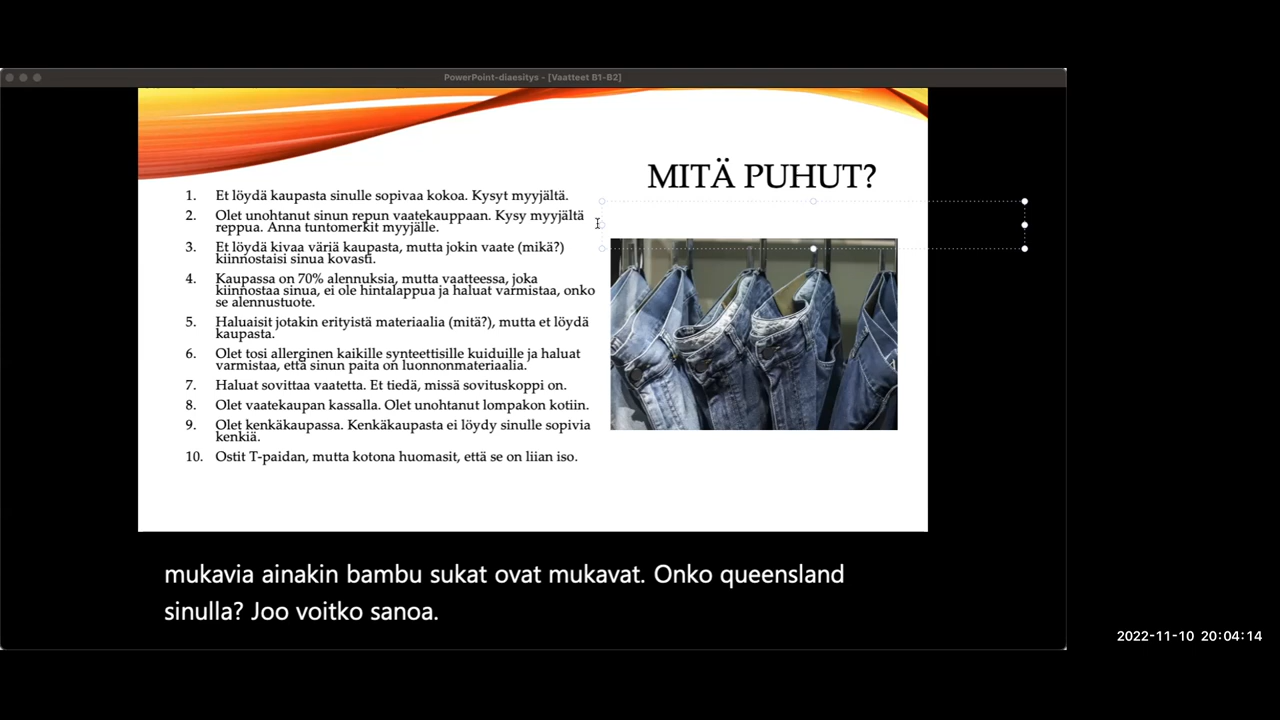 PowerPoint-diaesitys - [Vaatteet B1-B2]
MITÄ PUHUT?
1. Et löydä kaupasta sinulle sopivaa kokoa. Kysyt myyjältä.
2. Olet unohtanut sinun repun vaatekauppaan. Kysy myyjältä
reppua. Anna tuntomerkit myyjälle.
3. Et löydä kivaa väriä kaupasta, mutta jokin vaate (mikä?)
kiinnostaisi sinua kovasti.
4. Kaupassa on 70% alennuksia, mutta vaatteessa, joka
kiinnostaa sinua, ei ole hintalappua ja haluat varmistaa, onko
se alennustuote.
5. Haluaisit jotakin erityistä materiaalia (mitä?), mutta et löydä
kaupasta.
6. Olet tosi allerginen kaikille synteettisille kuiduille ja haluat
varmistaa, että sinun paita on luonnonmateriaalia.
7. Haluat sovittaa vaatetta. Et tiedä, missä sovituskoppi on.
8. Olet vaatekaupan kassalla. Olet unohtanut lompakon kotiin.
9. Olet kenkäkaupassa. Kenkäkaupasta ei löydy sinulle sopivia
kenkiä.
10. Ostit T-paidan, mutta kotona huomasit, että se on liian iso.
mukavia ainakin bambu sukat ovat mukavat. Onko queensland
sinulla? Joo voitko sanoa.
2022-11-10 20:04:14